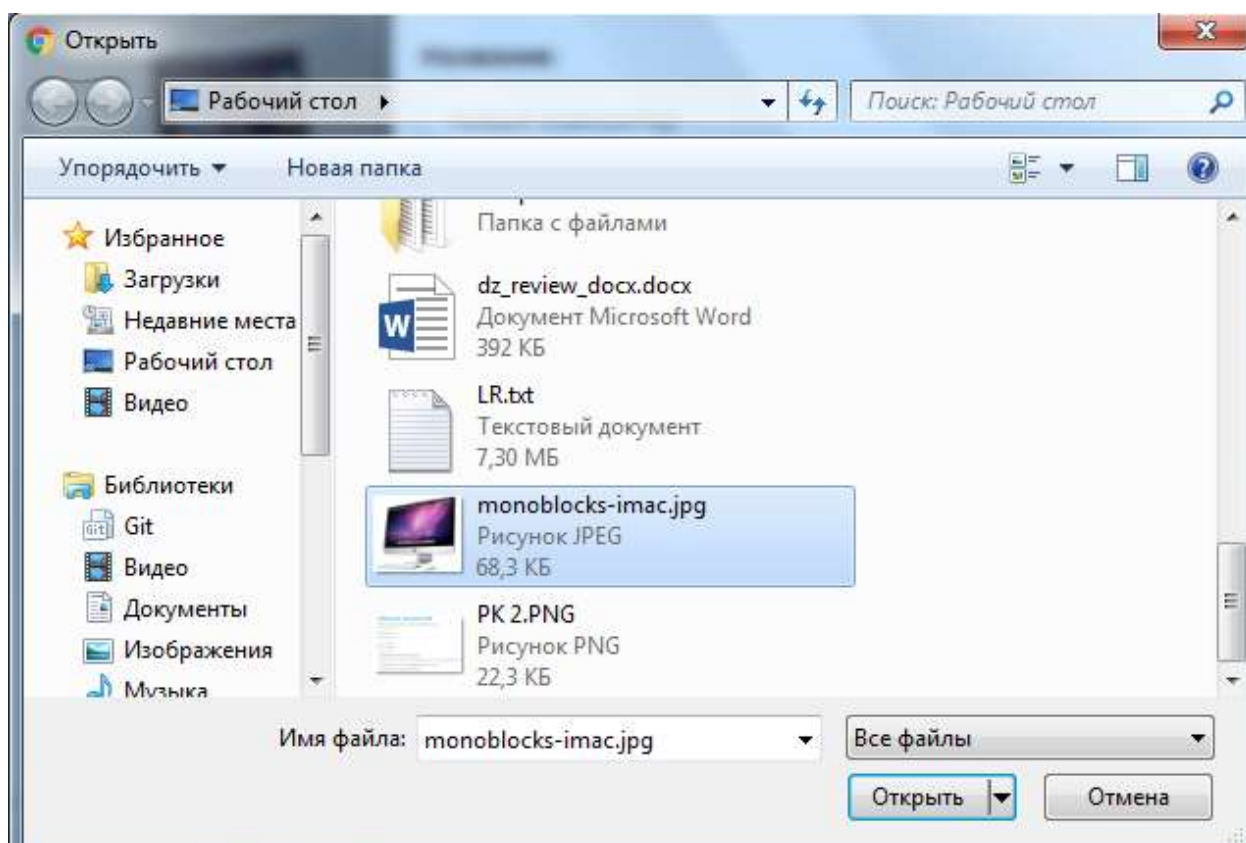 Открыть
Рабочий стол
Поиск: Рабочий стол
Упорядочить
Новая папка
Избранное
Загрузки
Недавние места
Рабочий стол
Видео
Библиотеки
Git
Видео
Документы
Изображения
Музыка
Папка с файлами
dz_review_docx.docx
Документ Microsoft Word
392 КБ
LR.txt
Текстовый документ
7,30 МБ
monoblocks-imac.jpg
Рисунок JPEG
68,3 КБ
PK 2.PNG
Рисунок PNG
22,3 КБ
Имя файла: monoblocks-imac.jpg
Все файлы
Открыть
Отмена